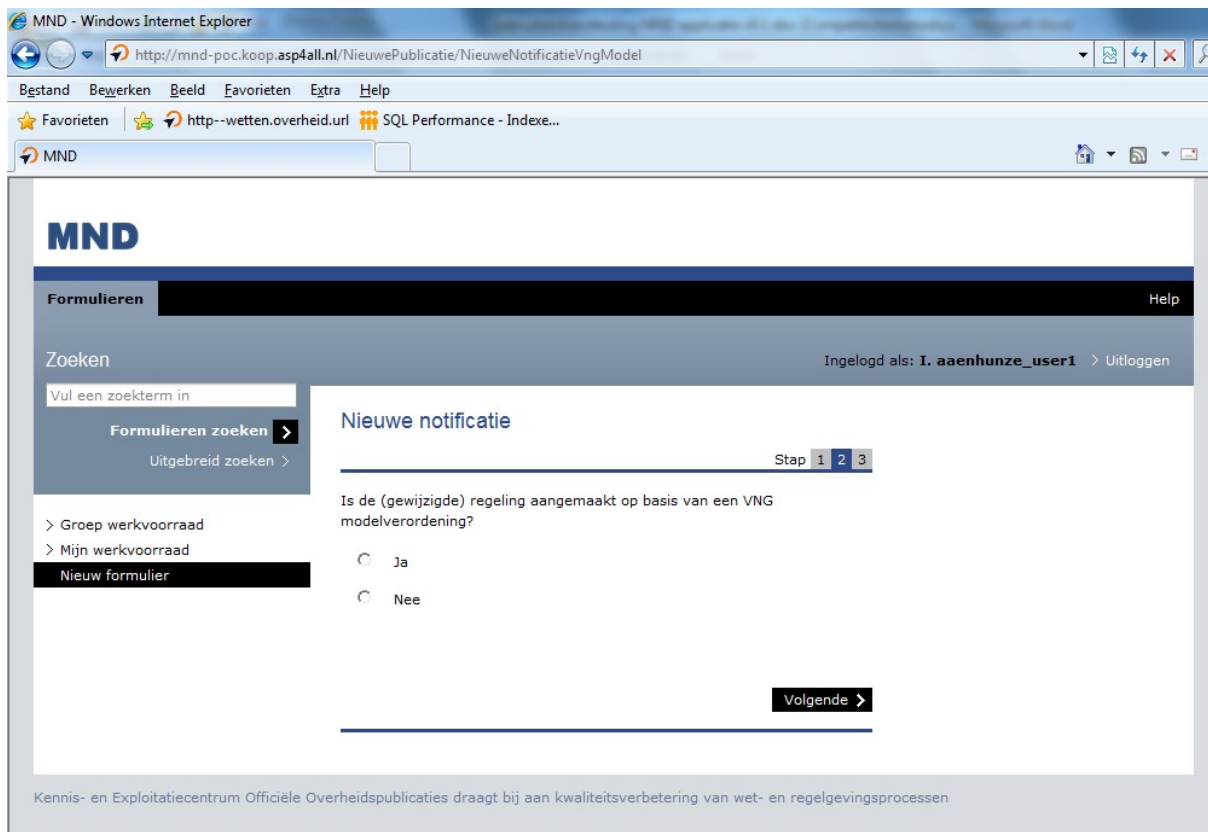 MND - Windows Internet Explorer
http://mnd-poc.koop.asp4all.nl/NieuwePublicatie/NieuweNotificatieVngModel
Bestand Bewerken Beeld Favorieten Extra Help
Favorieten http--wetten.overheid.url SQL Performance - Indexe...
MND
MND
Formulieren Help
Zoeken
Ingelogd als: I. aaenhunze_user1 > Uitloggen
Vul een zoekterm in
Formulieren zoeken >
Uitgebreid zoeken >
> Groep werkvoorraad
> Mijn werkvoorraad
Nieuw formulier
Nieuwe notificatie
Stap 1 2 3
Is de (gewijzigde) regeling aangemaakt op basis van een VNG
modelverordening?
Ja
Nee
Volgende >
Kennis- en Exploitatiecentrum Officiële Overheidspublicaties draagt bij aan kwaliteitsverbetering van wet- en regelgevingsprocessen